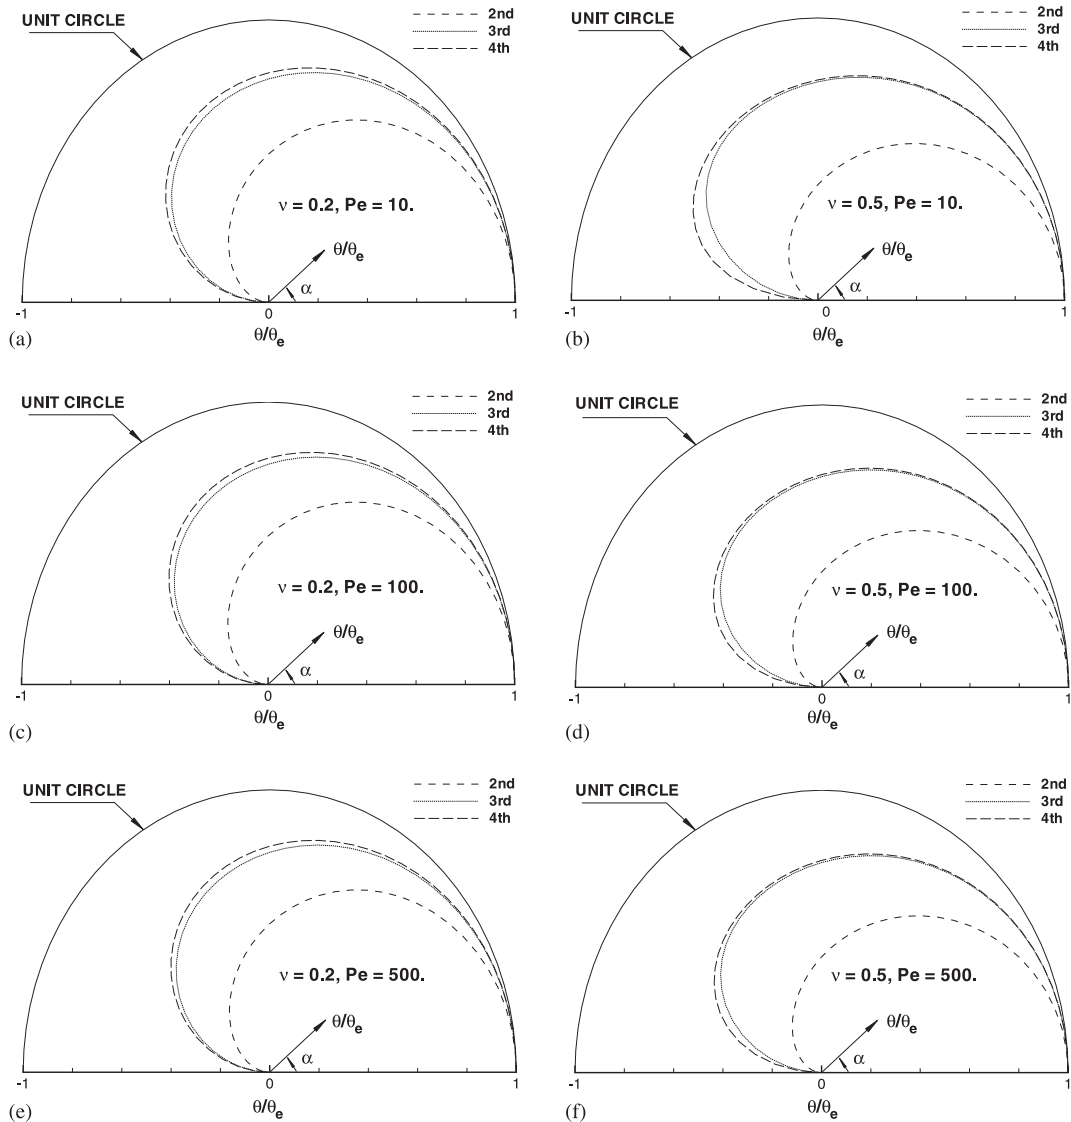 UNIT CIRCLE
2nd
3rd
4th
ν = 0.2, Pe = 10.
θ/θe
α
-1 0 1
θ/θe
(a)
UNIT CIRCLE
2nd
3rd
4th
ν = 0.5, Pe = 10.
θ/θe
α
-1 0 1
θ/θe
(b)
UNIT CIRCLE
2nd
3rd
4th
ν = 0.2, Pe = 100.
θ/θe
α
-1 0 1
θ/θe
(c)
UNIT CIRCLE
2nd
3rd
4th
ν = 0.5, Pe = 100.
θ/θe
α
-1 0 1
θ/θe
(d)
UNIT CIRCLE
2nd
3rd
4th
ν = 0.2, Pe = 500.
θ/θe
α
-1 0 1
θ/θe
(e)
UNIT CIRCLE
2nd
3rd
4th
ν = 0.5, Pe = 500.
θ/θe
α
-1 0 1
θ/θe
(f)